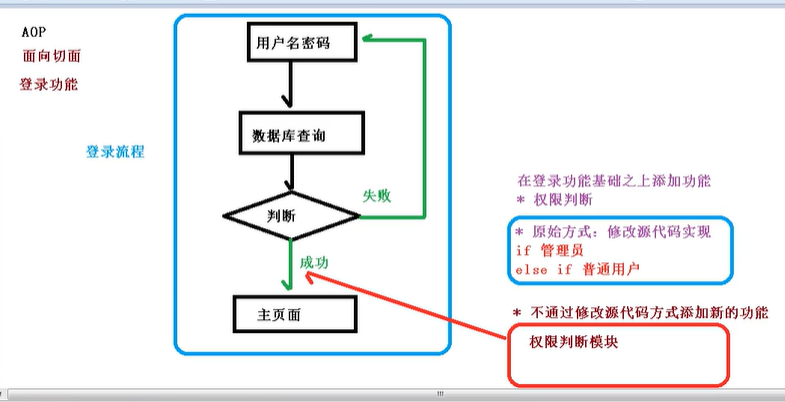 AOP
面向切面
登录功能
登录流程
用户名密码
数据库查询
判断
失败
成功
主页面
在登录功能基础之上添加功能
* 权限判断
* 原始方式：修改源代码实现
if 管理员
else if 普通用户
* 不通过修改源代码方式添加新的功能
权限判断模块